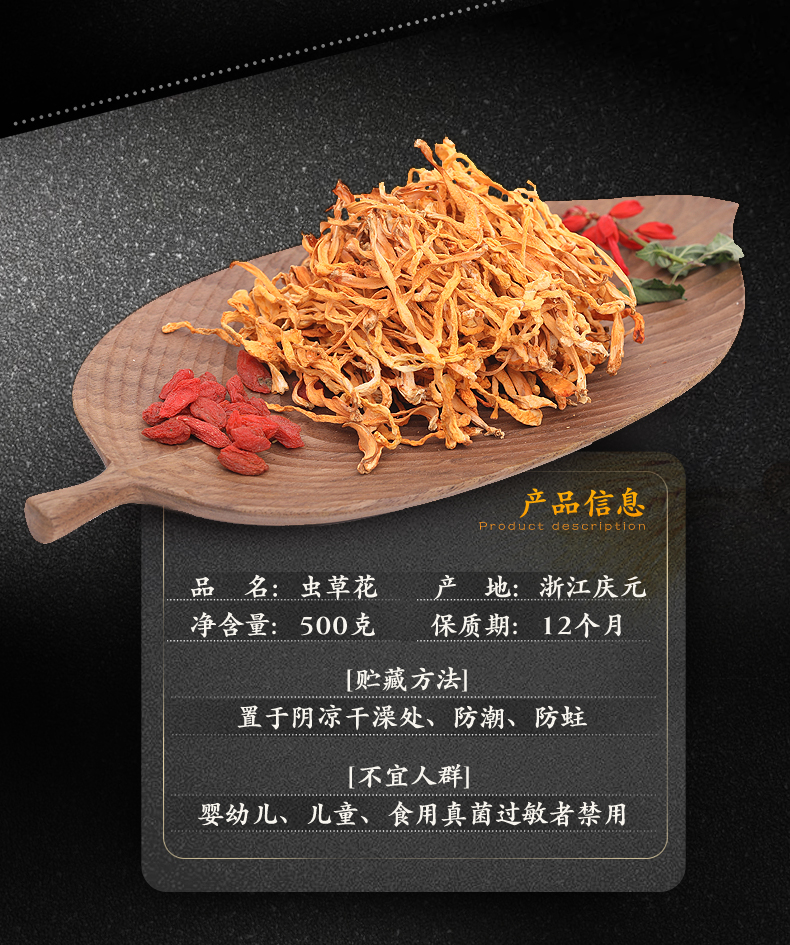 产品信息
Product description
品 名: 虫草花 产 地: 浙江庆元
净含量: 500克 保质期: 12个月
[贮藏方法]
置于阴凉干澡处、防潮、防蛀
[不宜人群]
婴幼儿、儿童、食用真菌过敏者禁用